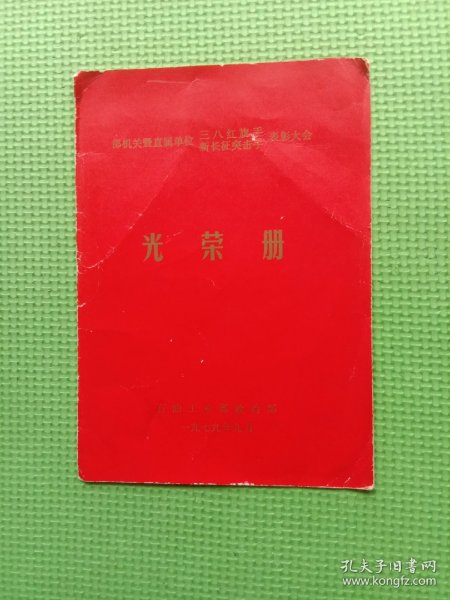 部机关暨直属单位 三八红旗手 表彰大会
新长征突击手
光荣册
石油工业部政治部
一九七九年九月
孔夫子旧书网
www.kongfz.com